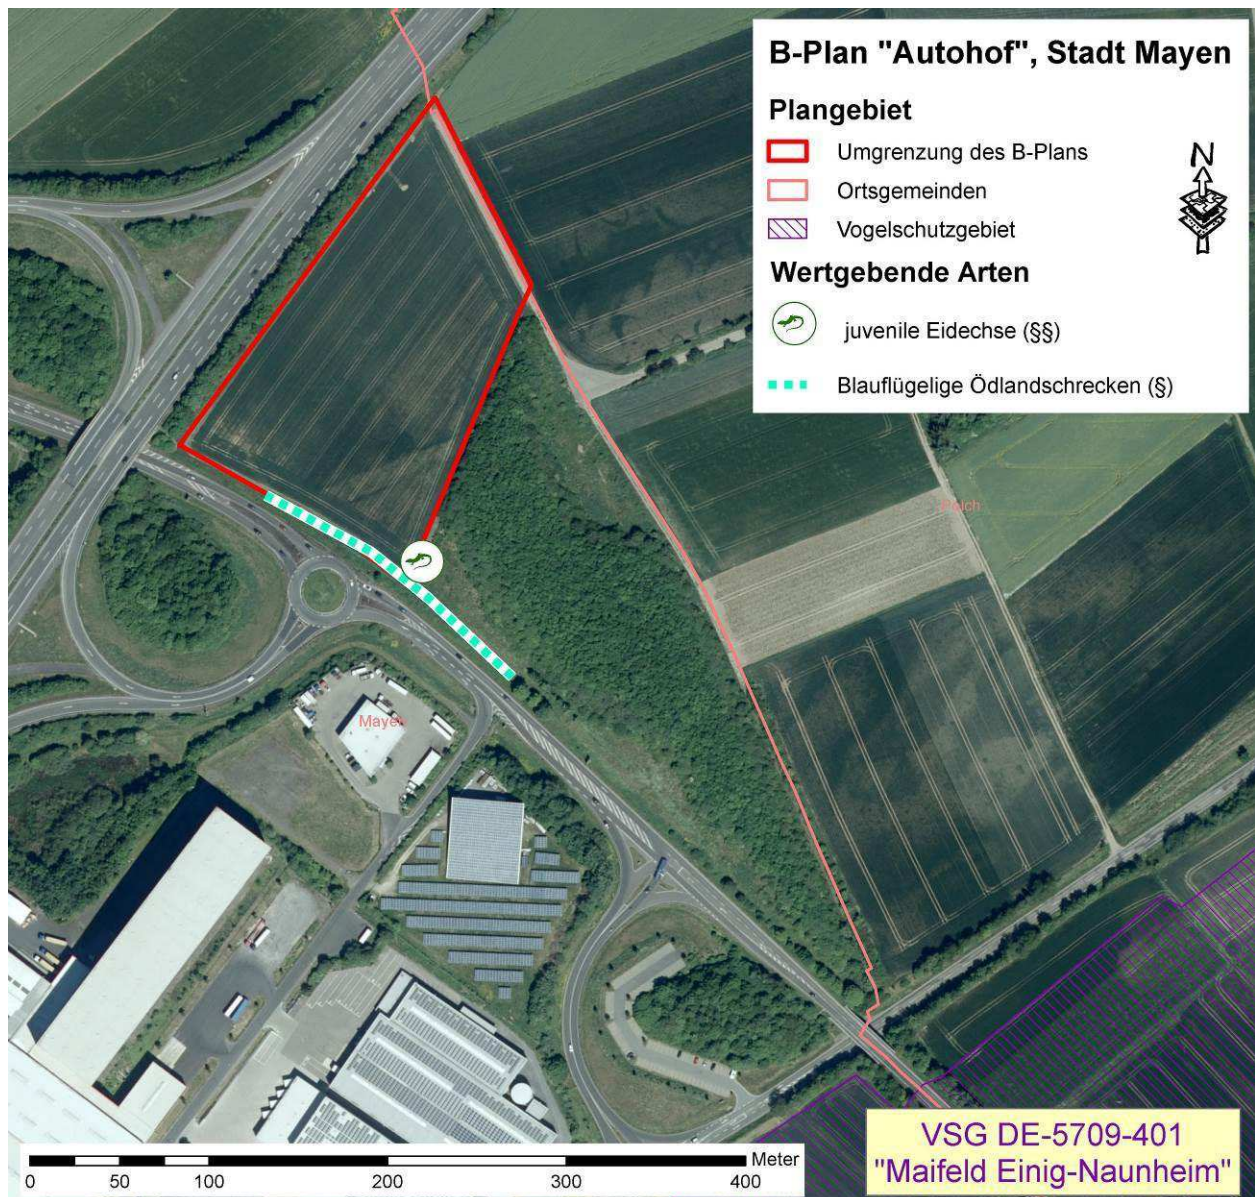 B-Plan "Autohof", Stadt Mayen
Plangebiet
Umgrenzung des B-Plans
Ortsgemeinden
Vogelschutzgebiet
N
Wertgebende Arten
juvenile Eidechse (§§)
Blauflügelige Ödlandschrecken (§)
Mayen
VSG DE-5709-401
"Maifeld Einig-Naunheim"
Meter
0 50 100 200 300 400